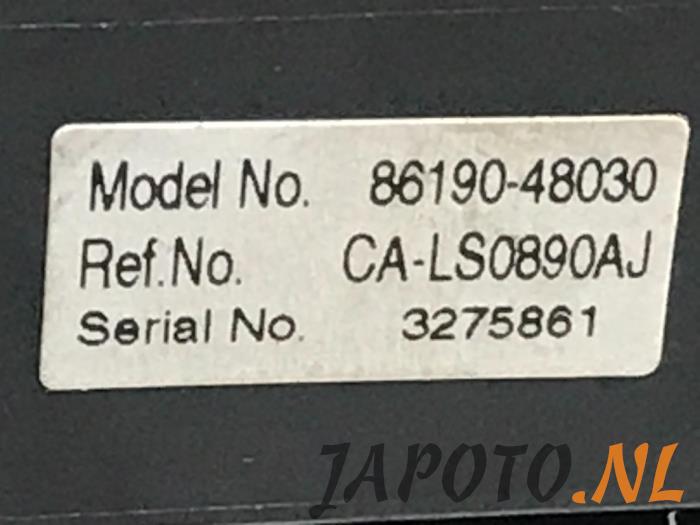 Model No. 86190-48030
Ref.No. CA-LS0890AJ
Serial No. 3275861
JAPOTO.NL